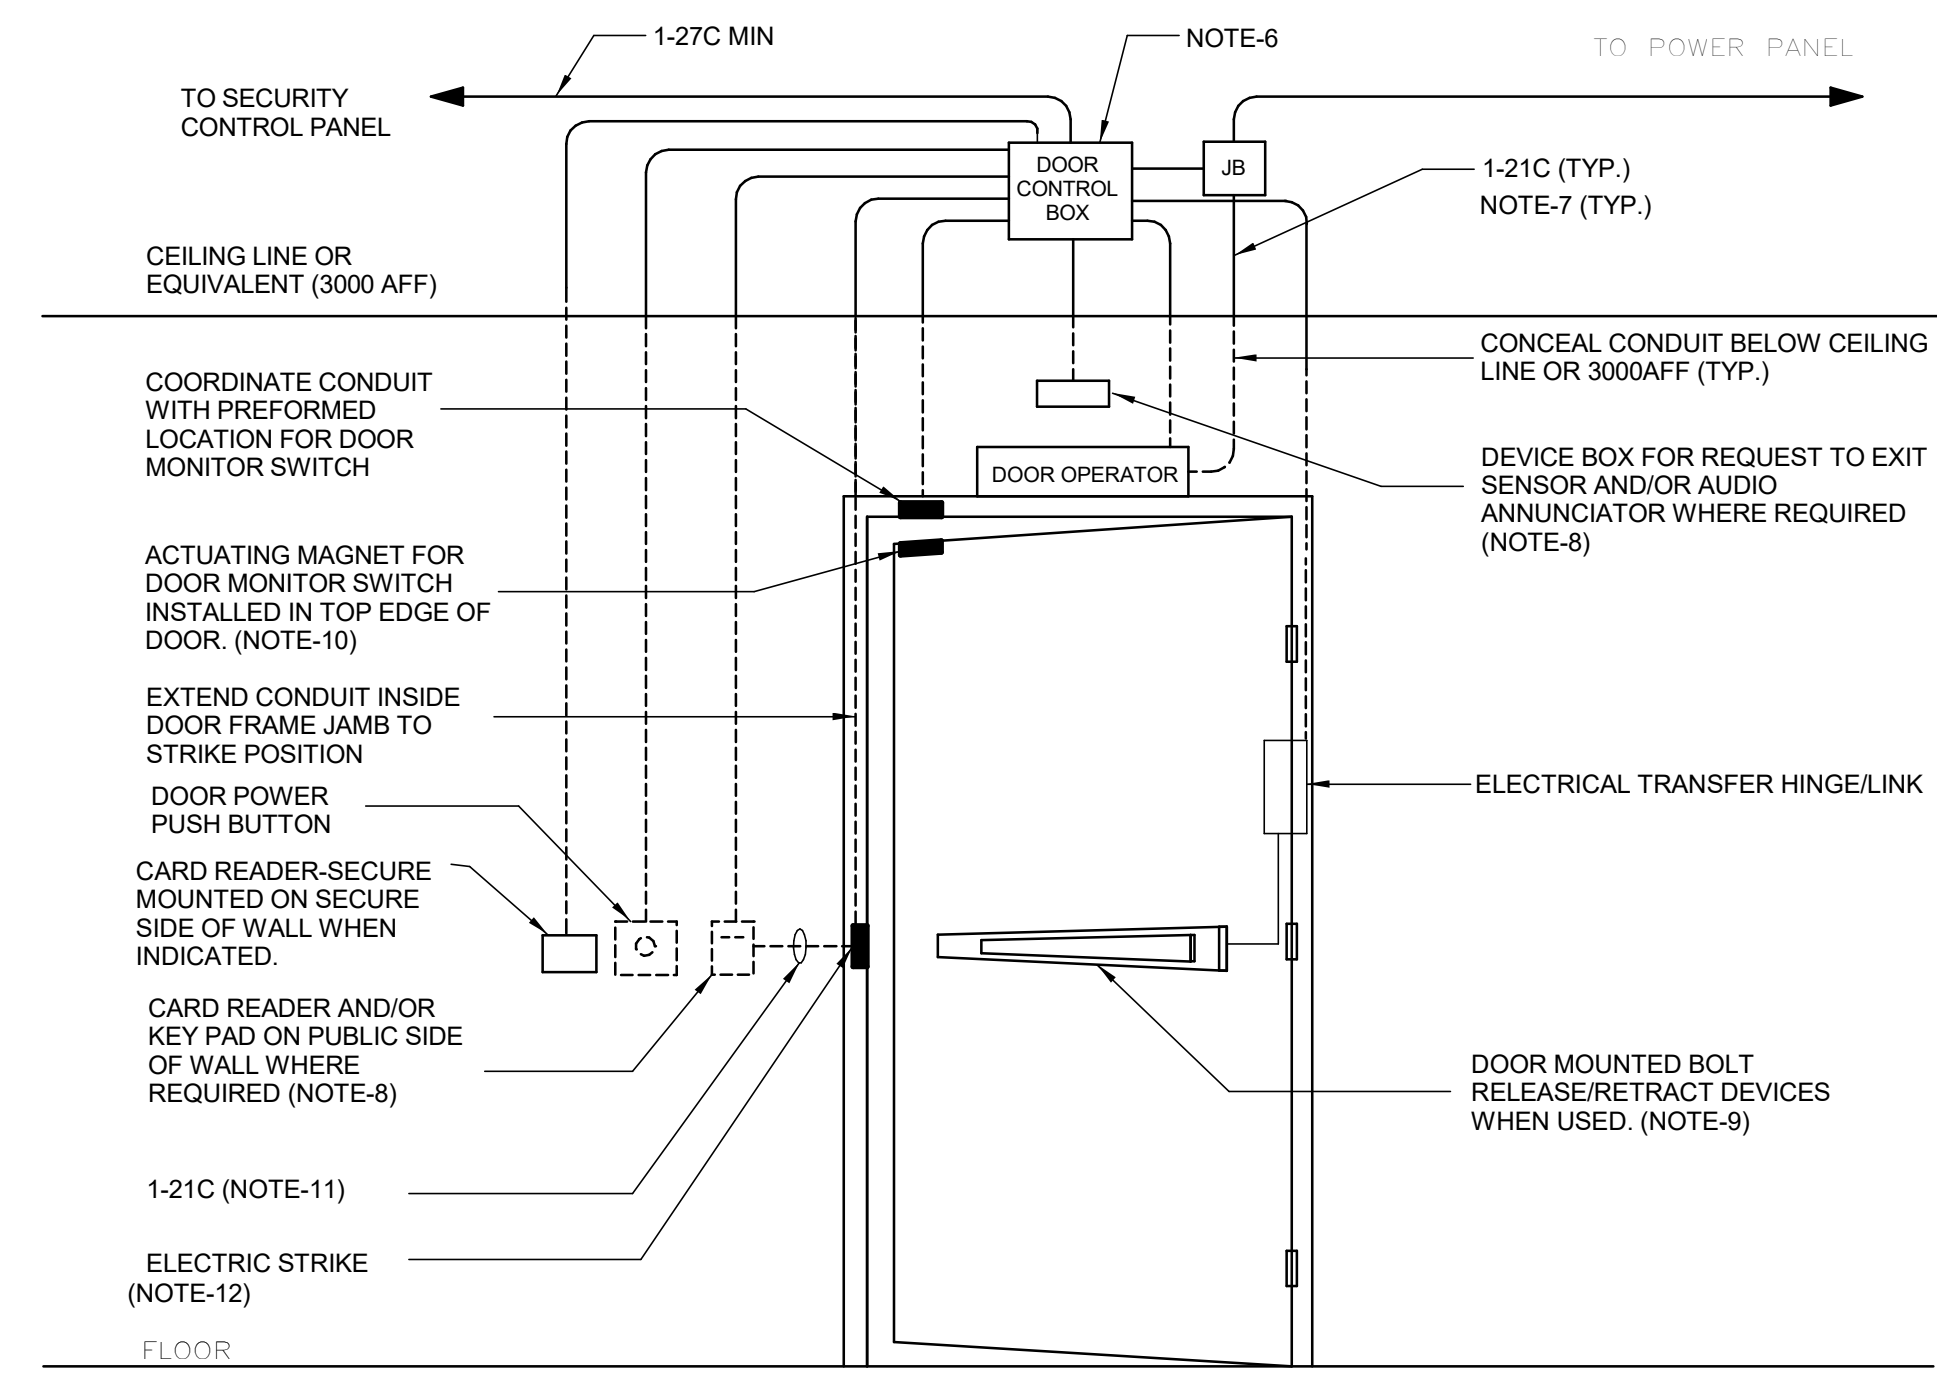 1-27C MIN
NOTE-6
TO POWER PANEL
TO SECURITY
CONTROL PANEL
DOOR
CONTROL
BOX
JB
1-21C (TYP.)
NOTE-7 (TYP.)
CEILING LINE OR
EQUIVALENT (3000 AFF)
CONCEAL CONDUIT BELOW CEILING
LINE OR 3000AFF (TYP.)
COORDINATE CONDUIT
WITH PREFORMED
LOCATION FOR DOOR
MONITOR SWITCH
DOOR OPERATOR
DEVICE BOX FOR REQUEST TO EXIT
SENSOR AND/OR AUDIO
ANNUNCIATOR WHERE REQUIRED
(NOTE-8)
ACTUATING MAGNET FOR
DOOR MONITOR SWITCH
INSTALLED IN TOP EDGE OF
DOOR. (NOTE-10)
EXTEND CONDUIT INSIDE
DOOR FRAME JAMB TO
STRIKE POSITION
ELECTRICAL TRANSFER HINGE/LINK
DOOR POWER
PUSH BUTTON
CARD READER-SECURE
MOUNTED ON SECURE
SIDE OF WALL WHEN
INDICATED.
CARD READER AND/OR
KEY PAD ON PUBLIC SIDE
OF WALL WHERE
REQUIRED (NOTE-8)
DOOR MOUNTED BOLT
RELEASE/RETRACT DEVICES
WHEN USED. (NOTE-9)
1-21C (NOTE-11)
ELECTRIC STRIKE
(NOTE-12)
FLOOR